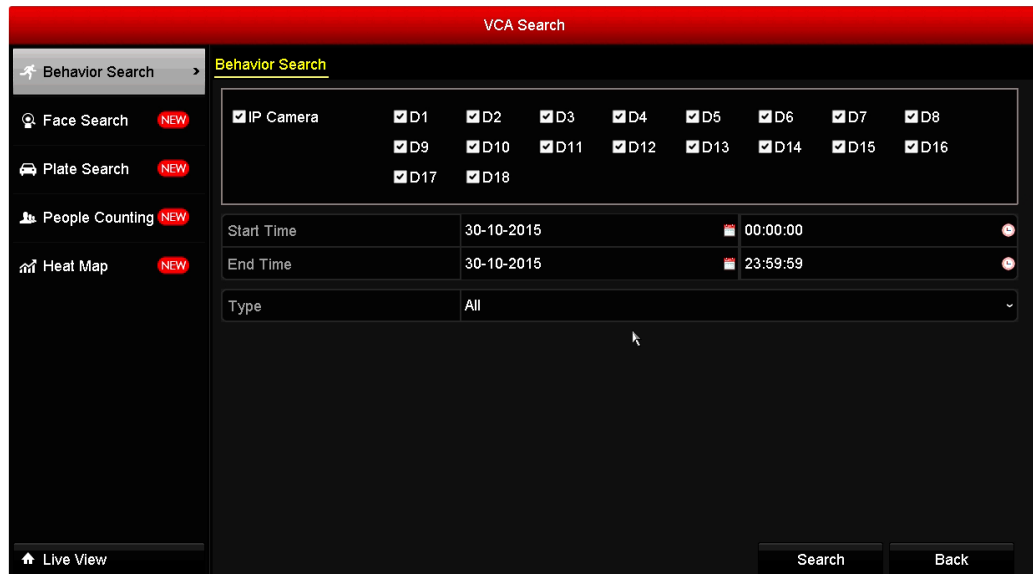 VCA Search
Behavior Search
Face Search NEW
Plate Search NEW
People Counting NEW
Heat Map NEW
Live View
Behavior Search
IP Camera D1 D2 D3 D4 D5 D6 D7 D8
D9 D10 D11 D12 D13 D14 D15 D16
D17 D18
Start Time 30-10-2015 00:00:00
End Time 30-10-2015 23:59:59
Type All
Search Back